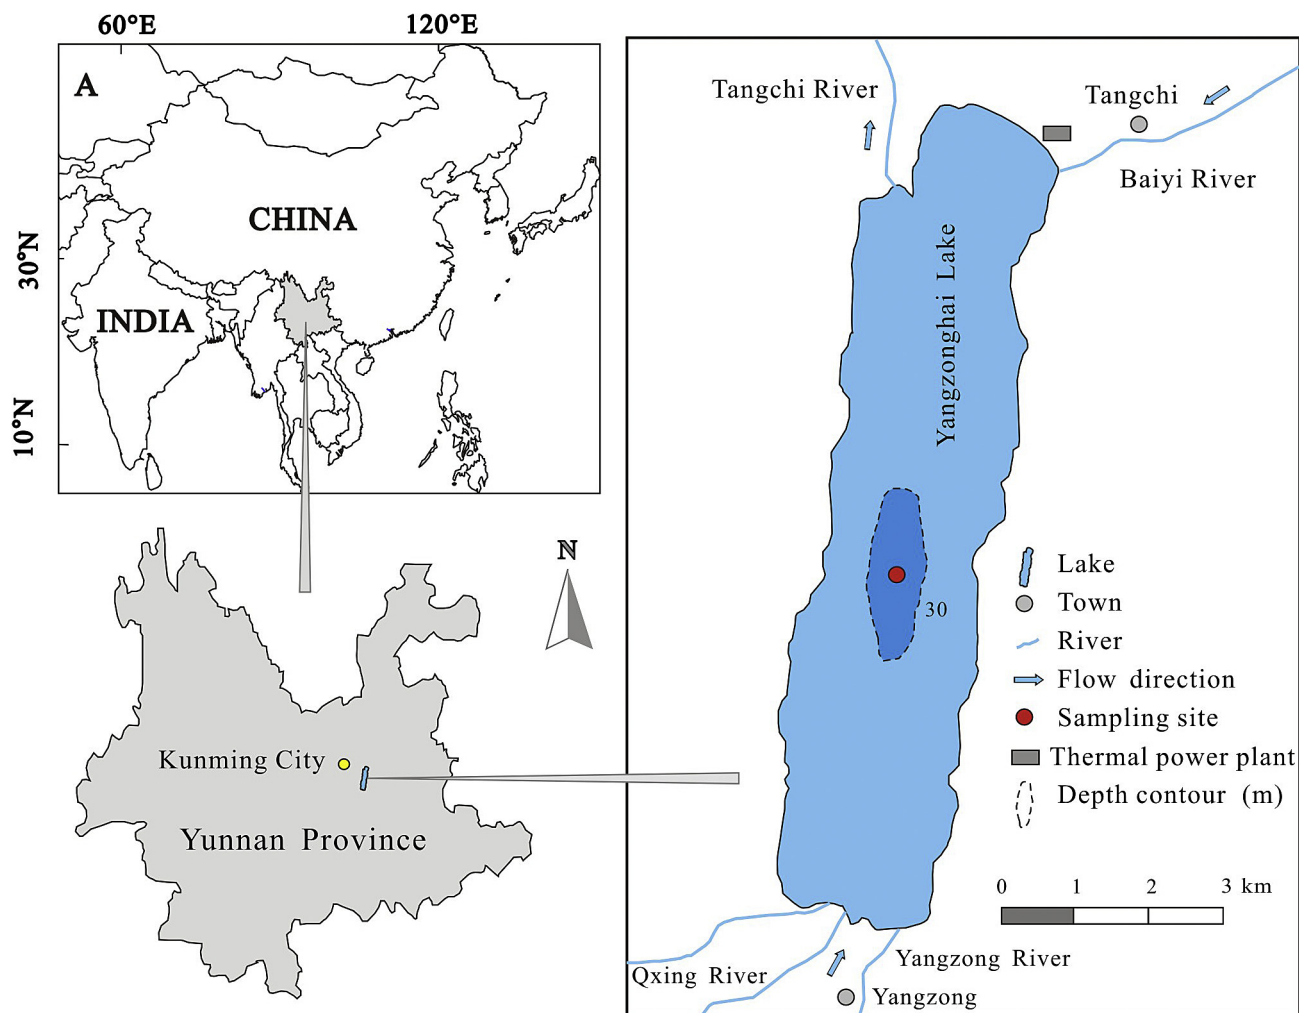 60°E
120°E
A
CHINA
INDIA
30°N
10°N
N
Kunming City
Yunnan Province
Tangchi River
Tangchi
Baiyi River
Yangzonghai Lake
30
Lake
Town
River
Flow direction
Sampling site
Thermal power plant
Depth contour (m)
0 1 2 3 km
Qxing River
Yangzong River
Yangzong